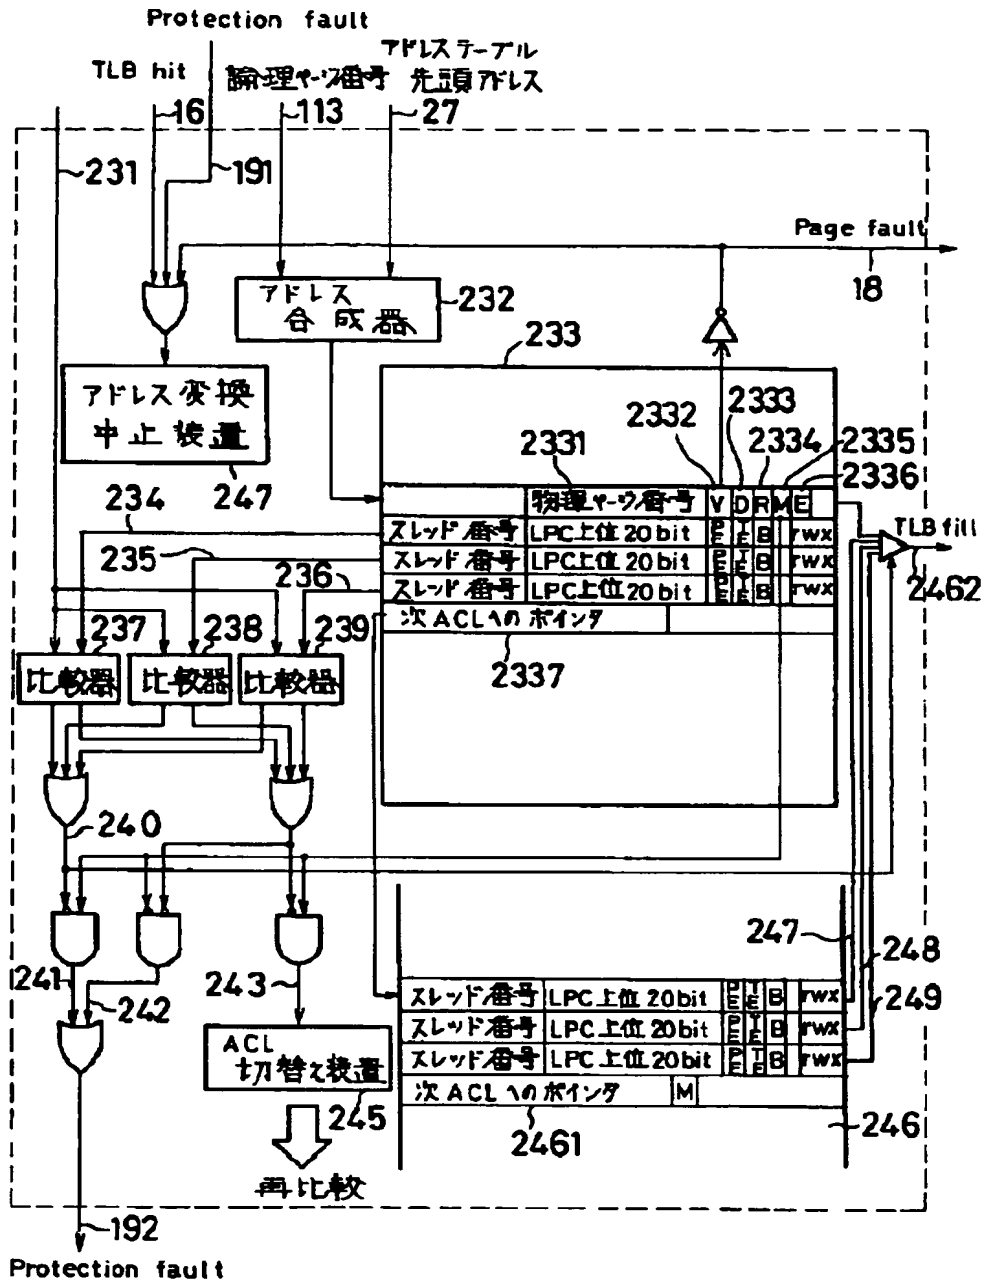 Protection fault
アドレステーブル
TLB hit 論理ページ番号 先頭アドレス
16 113 27
231 191
Page fault
18
アドレス
合成器
232
233
アドレス変換
中止装置
247
2331 2332 2333 2334 2335 2336
物理ページ番号 V D R M E
234
スレッド番号 LPC上位20bit PE TE B rwx
235
スレッド番号 LPC上位20bit PE TE B rwx
236
スレッド番号 LPC上位20bit PE TE B rwx
TLB fill
2462
次ACLへのポインタ
2337
237 238 239
比較器 比較器 比較器
240
247
248
249
241 242 243
スレッド番号 LPC上位20bit PE TE B rwx
スレッド番号 LPC上位20bit PE TE B rwx
スレッド番号 LPC上位20bit PE TE B rwx
次ACLへのポインタ M
2461
246
ACL
切替え装置
245
再比較
192
Protection fault